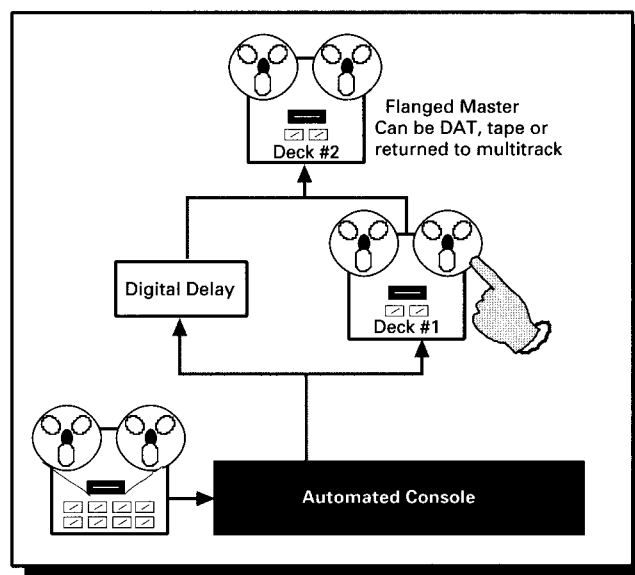 Flanged Master
Can be DAT, tape or
returned to multitrack
Deck #2
Digital Delay
Deck #1
Automated Console